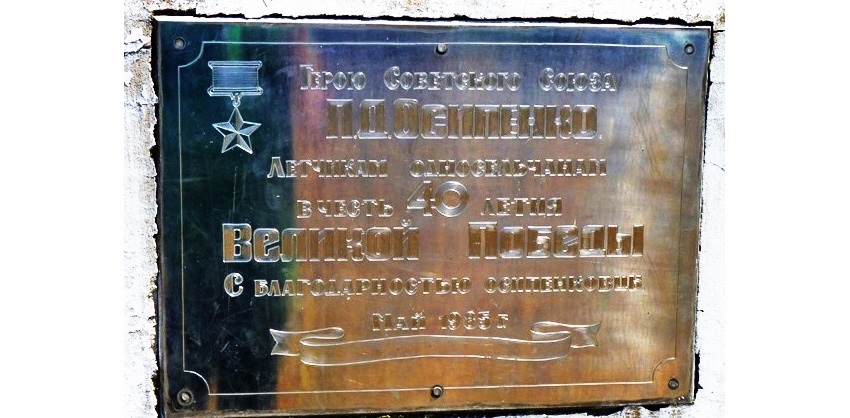 Герою Советского Союза
П.Д.Осипенко.
Летчикам односельчанам
в честь 40 летия
Великой Победы
С благодарностью осипенковцы
Май 1985 г